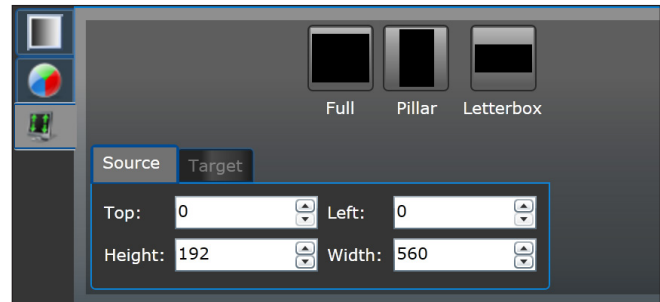 Full Pillar Letterbox
Source Target
Top: 0 Left: 0
Height: 192 Width: 560